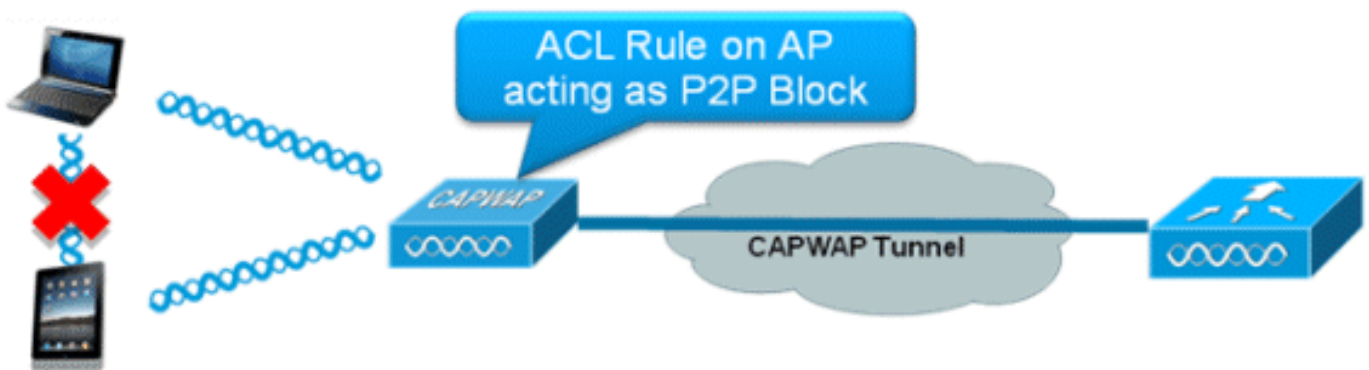 ACL Rule on AP
acting as P2P Block
CAPWAP
CAPWAP Tunnel